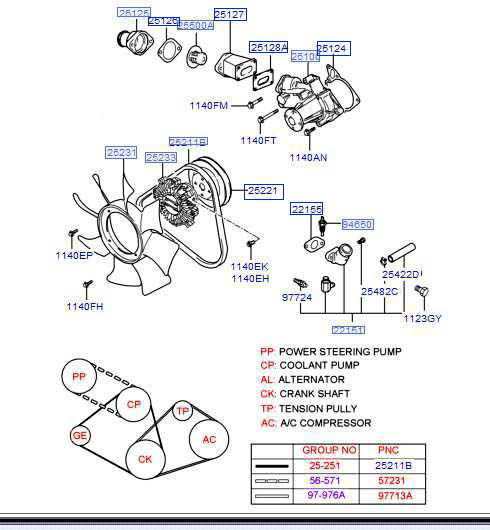 25125
25126
25500A
25127
25128A
25100
25124
1140FM
1140FT
1140AN
25211B
25231
25233
25221
1140EP
1140EK
1140EH
1140FH
22155
94650
97724
25482C
25422D
1123GY
22151
PP: POWER STEERING PUMP
CP: COOLANT PUMP
AL: ALTERNATOR
CK: CRANK SHAFT
TP: TENSION PULLY
AC: A/C COMPRESSOR
PP
CP
TP
GE
CK
AC
GROUP NO PNC
25-251 25211B
56-571 57231
97-976A 97713A